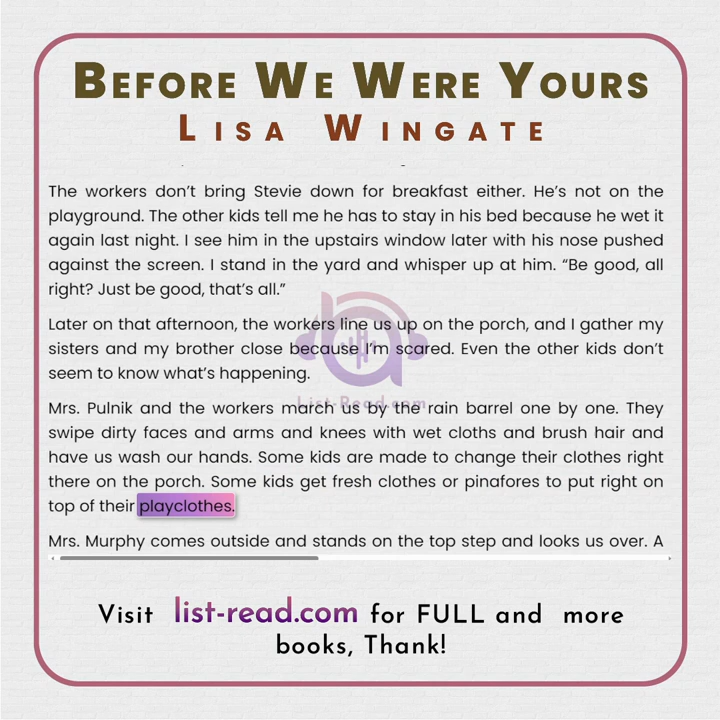 BEFORE WE WERE YOURS
LISA WINGATE
The workers don’t bring Stevie down for breakfast either. He’s not on the
playground. The other kids tell me he has to stay in his bed because he wet it
again last night. I see him in the upstairs window later with his nose pushed
against the screen. I stand in the yard and whisper up at him. “Be good, all
right? Just be good, that’s all.”
Later on that afternoon, the workers line us up on the porch, and I gather my
sisters and my brother close because I’m scared. Even the other kids don’t
seem to know what’s happening.
List-Read.com
Mrs. Pulnik and the workers march us by the rain barrel one by one. They
swipe dirty faces and arms and knees with wet cloths and brush hair and
have us wash our hands. Some kids are made to change their clothes right
there on the porch. Some kids get fresh clothes or pinafores to put right on
top of their playclothes.
Mrs. Murphy comes outside and stands on the top step and looks us over. A
Visit list-read.com for FULL and more
books, Thank!